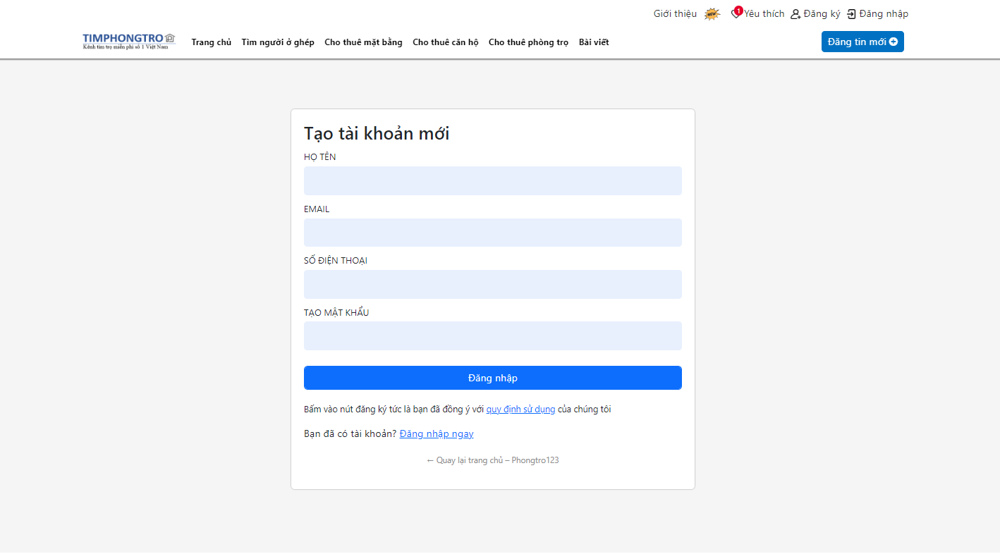 Giới thiệu NEW 1 Yêu thích Đăng ký Đăng nhập
TIMPHONGTRO
Kênh tìm trọ miễn phí số 1 Việt Nam
Trang chủ Tìm người ở ghép Cho thuê mặt bằng Cho thuê căn hộ Cho thuê phòng trọ Bài viết Đăng tin mới
Tạo tài khoản mới
HỌ TÊN
EMAIL
SỐ ĐIỆN THOẠI
TẠO MẬT KHẨU
Đăng nhập
Bấm vào nút đăng ký tức là bạn đã đồng ý với quy định sử dụng của chúng tôi
Bạn đã có tài khoản? Đăng nhập ngay
← Quay lại trang chủ – Phongtro123